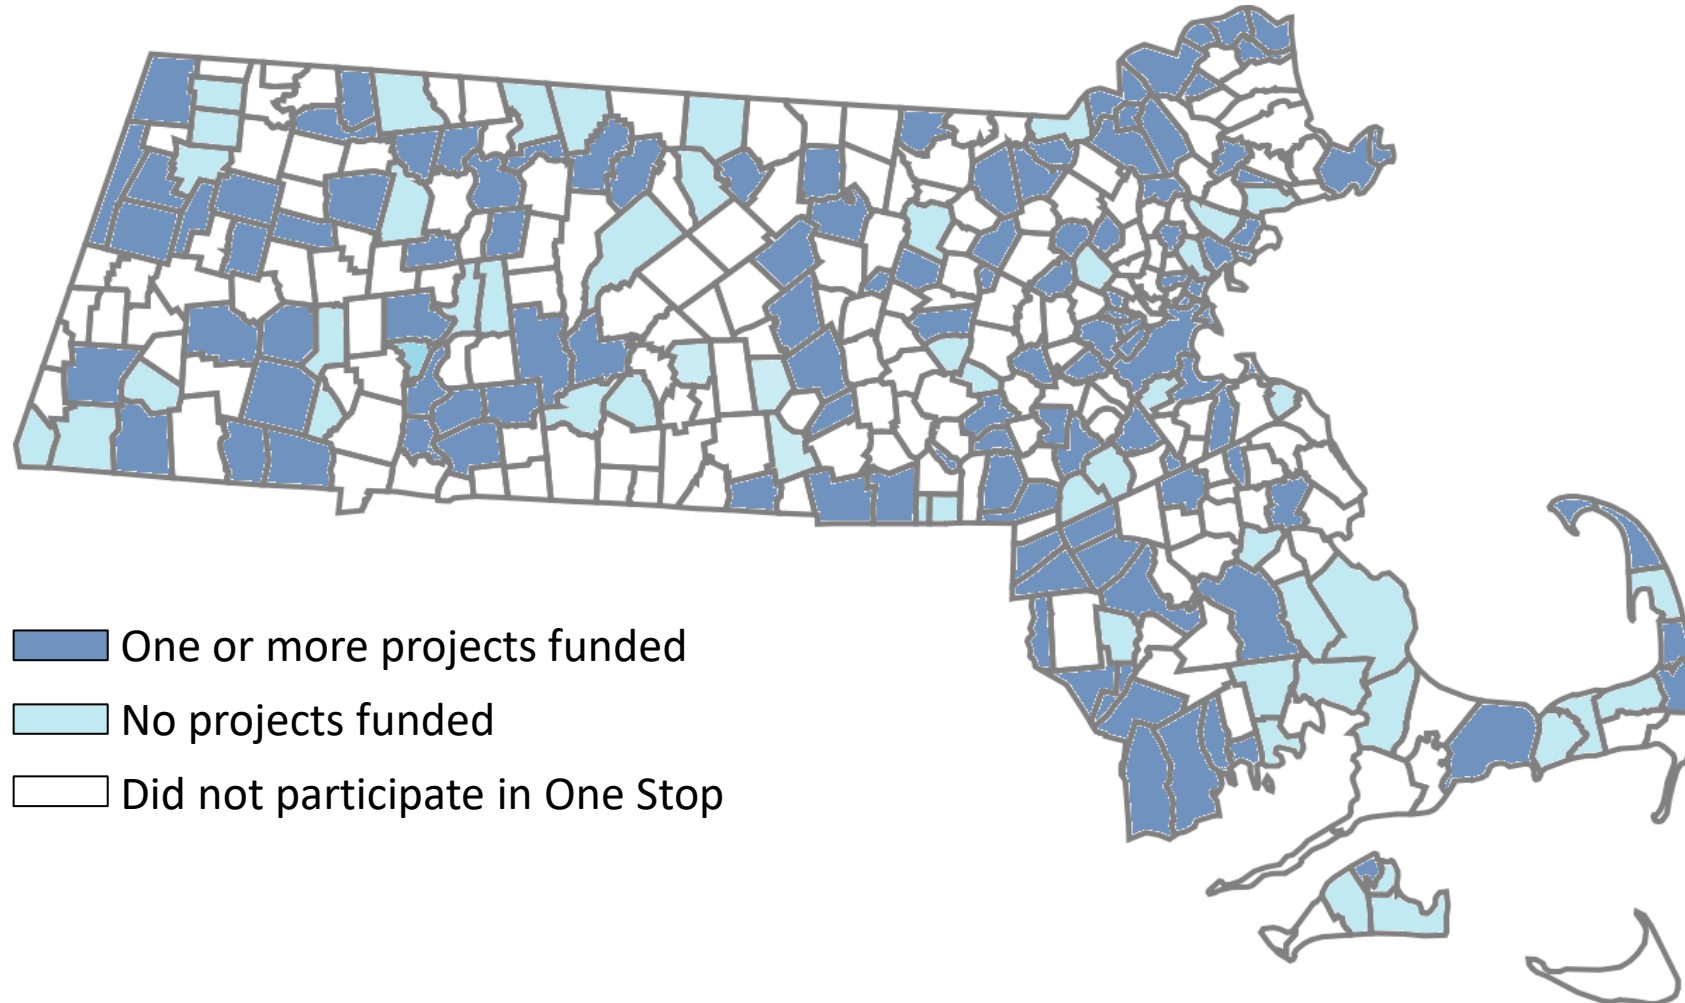 One or more projects funded
No projects funded
Did not participate in One Stop